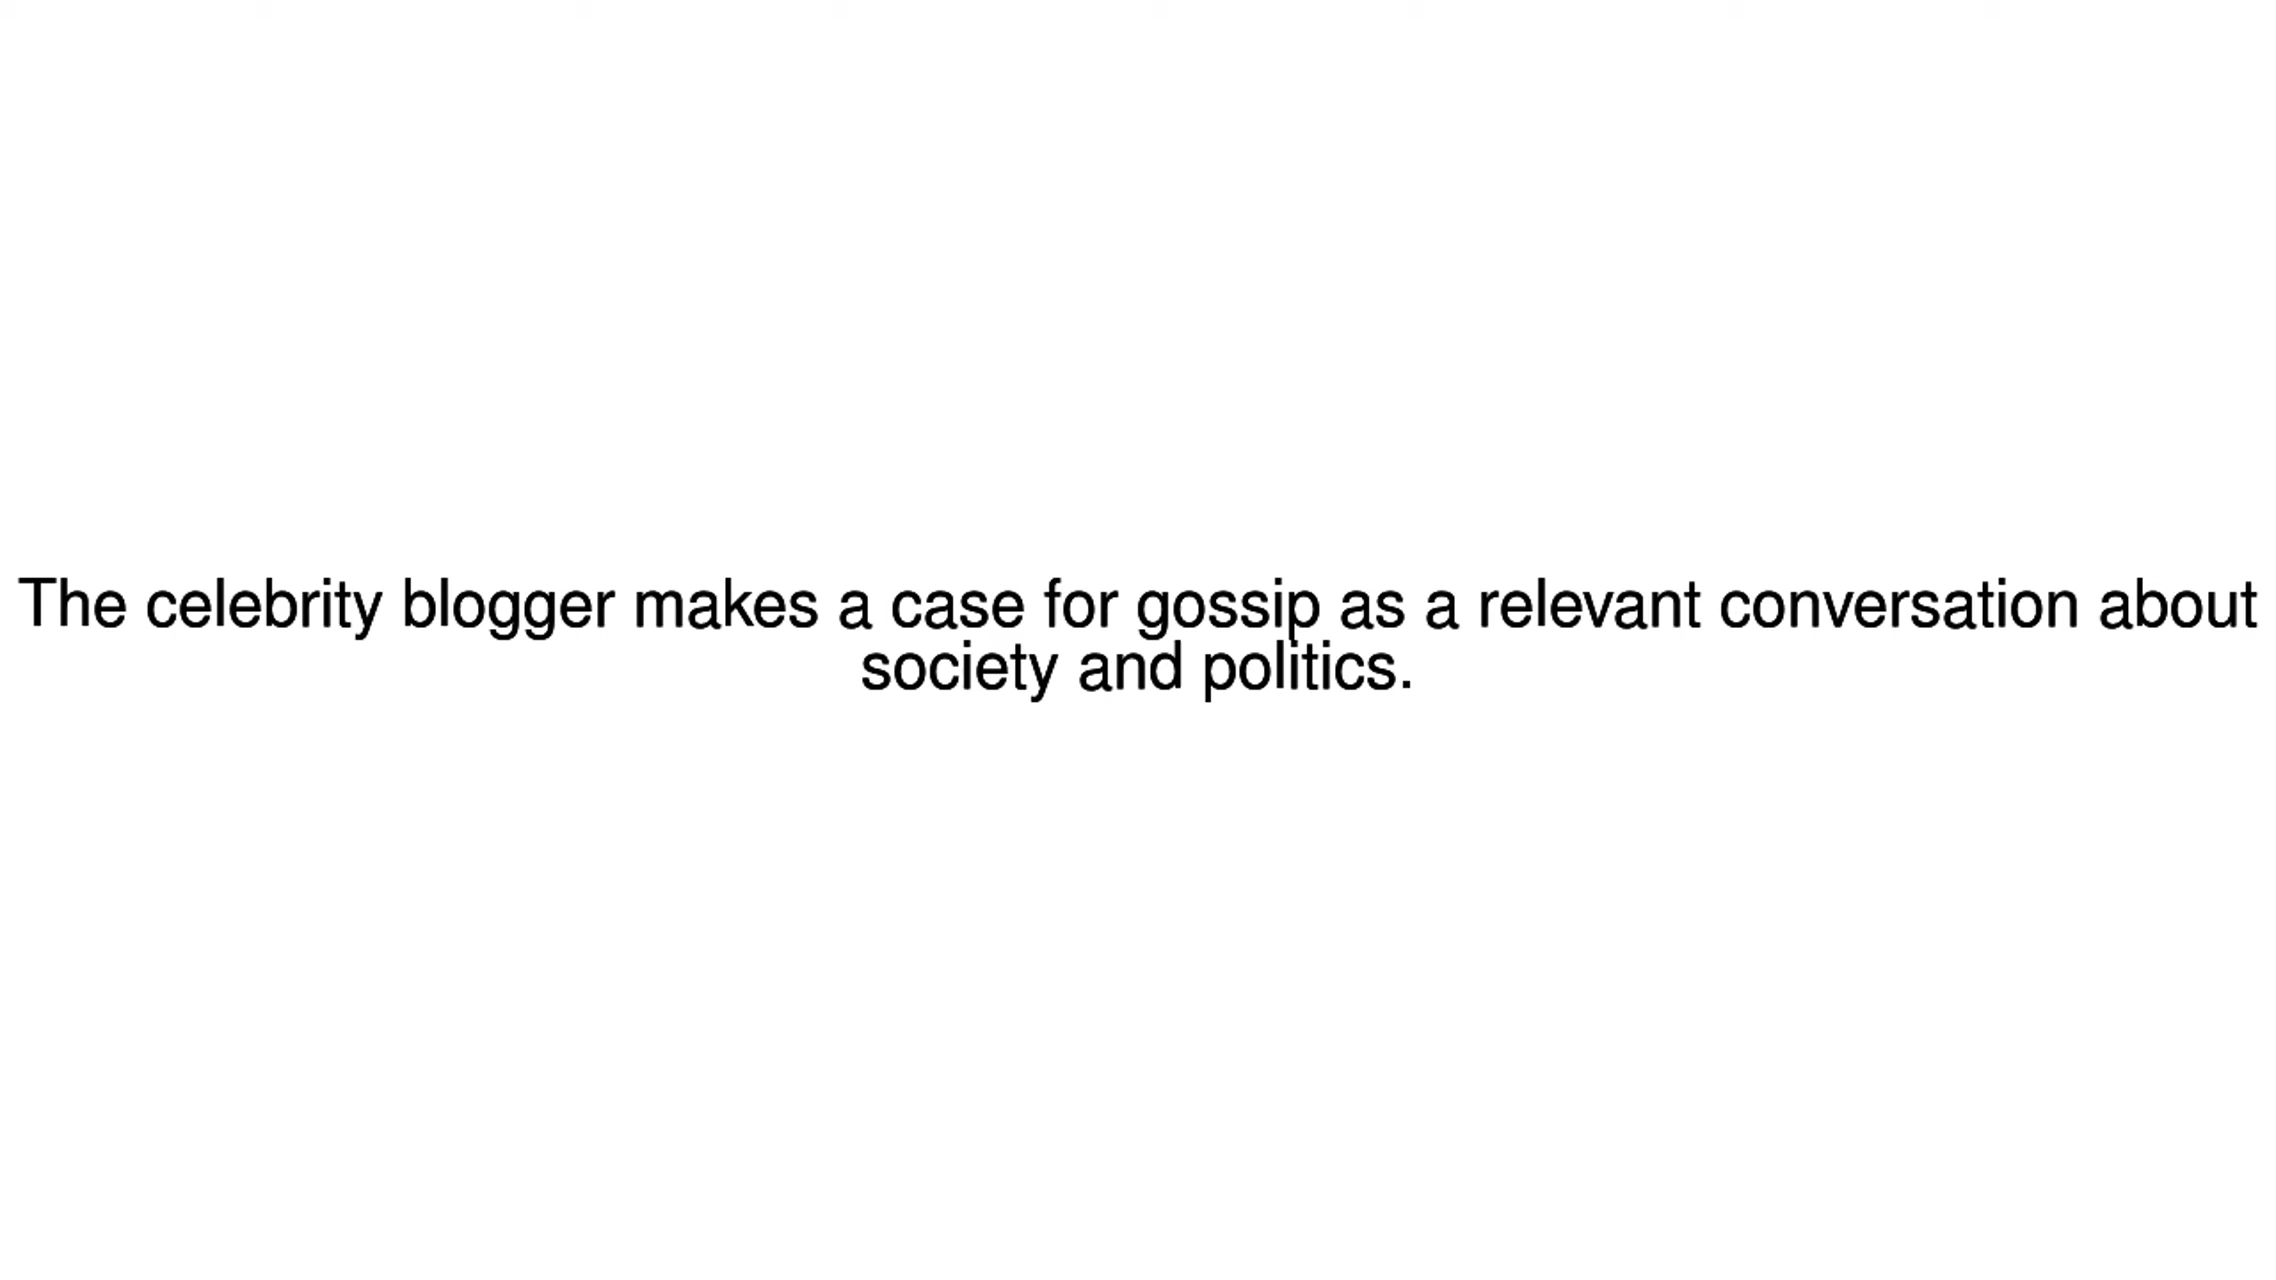 The celebrity blogger makes a case for gossip as a relevant conversation about
society and politics.